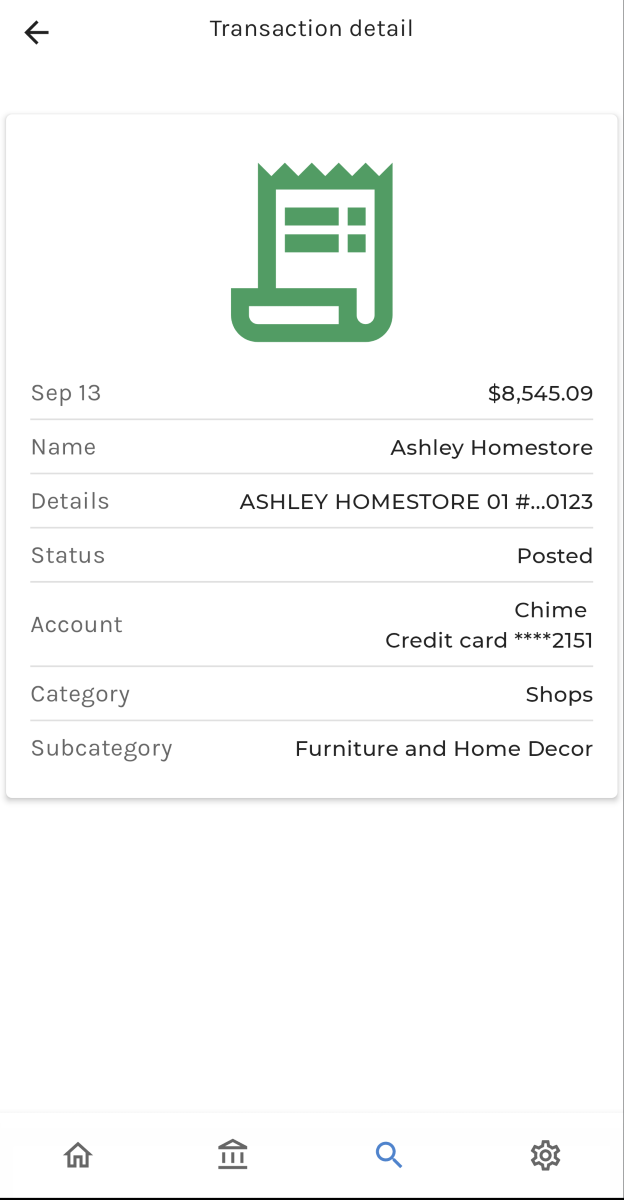 Transaction detail
Sep 13 $8,545.09
Name Ashley Homestore
Details ASHLEY HOMESTORE 01 #...0123
Status Posted
Account Chime
Credit card ****2151
Category Shops
Subcategory Furniture and Home Decor